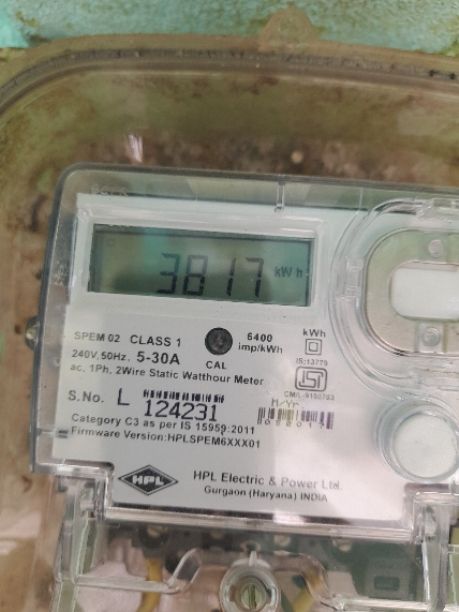 3817 kWh
SPEM 02 CLASS 1
240V, 50Hz, 5-30A
CAL
6400
imp/kWh
kWh
IS:13779
ac, 1Ph, 2Wire Static Watthour Meter
S.No. L 124231
M/Yr.
Category C3 as per IS 15959:2011
Firmware Version:HPLSPEM6XXX01
HPL
HPL Electric & Power Ltd.
Gurgaon (Haryana) INDIA